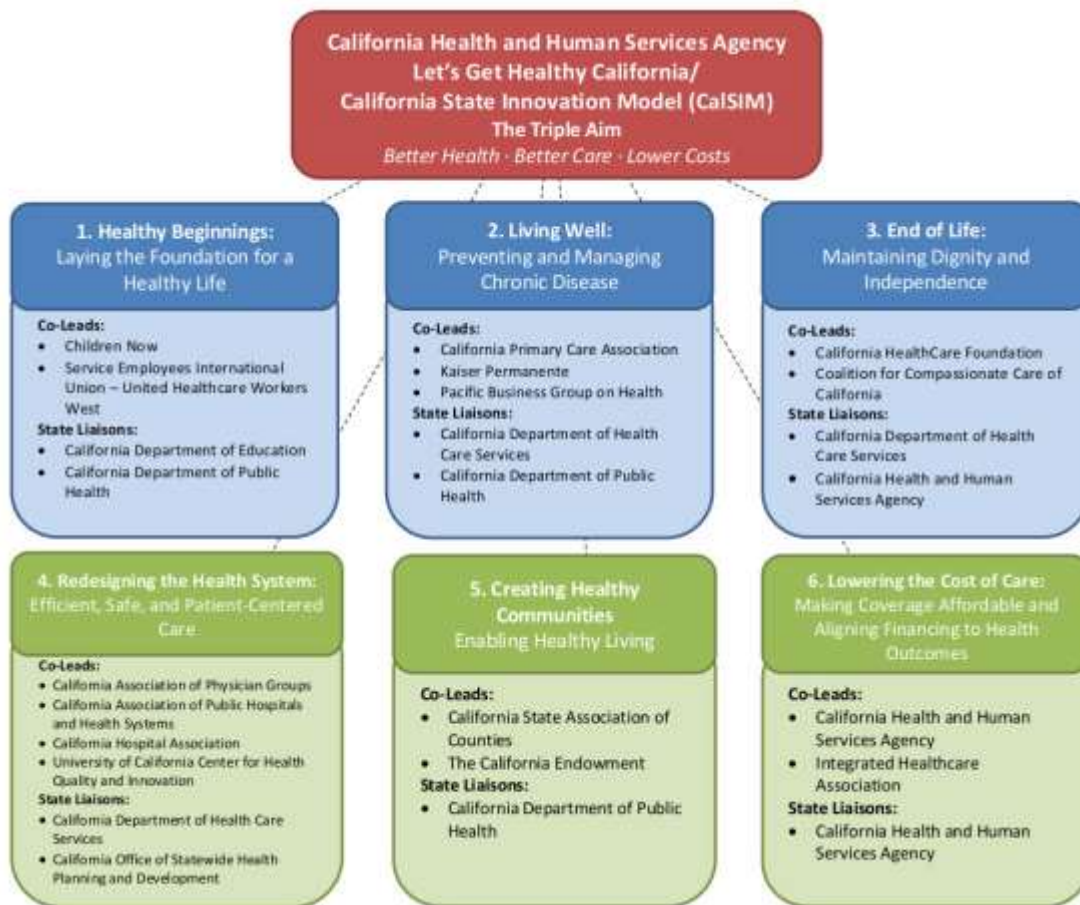 California Health and Human Services Agency
Let's Get Healthy California/
California State Innovation Model (CalSIM)
The Triple Aim
Better Health · Better Care · Lower Costs
1. Healthy Beginnings:
Laying the Foundation for a
Healthy Life
Co-Leads:
• Children Now
• Service Employees International
Union – United Healthcare Workers
West
State Liaisons:
• California Department of Education
• California Department of Public
Health
2. Living Well:
Preventing and Managing
Chronic Disease
Co-Leads:
• California Primary Care Association
• Kaiser Permanente
• Pacific Business Group on Health
State Liaisons:
• California Department of Health
Care Services
• California Department of Public
Health
3. End of Life:
Maintaining Dignity and
Independence
Co-Leads:
• California HealthCare Foundation
• Coalition for Compassionate Care of
California
State Liaisons:
• California Department of Health
Care Services
• California Health and Human
Services Agency
4. Redesigning the Health System:
Efficient, Safe, and Patient-Centered
Care
Co-Leads:
• California Association of Physician Groups
• California Association of Public Hospitals
and Health Systems
• California Hospital Association
• University of California Center for Health
Quality and Innovation
State Liaisons:
• California Department of Health Care
Services
• California Office of Statewide Health
Planning and Development
5. Creating Healthy
Communities
Enabling Healthy Living
Co-Leads:
• California State Association of
Counties
• The California Endowment
State Liaisons:
• California Department of Public
Health
6. Lowering the Cost of Care:
Making Coverage Affordable and
Aligning Financing to Health
Outcomes
Co-Leads:
• California Health and Human
Services Agency
• Integrated Healthcare
Association
State Liaisons:
• California Health and Human
Services Agency